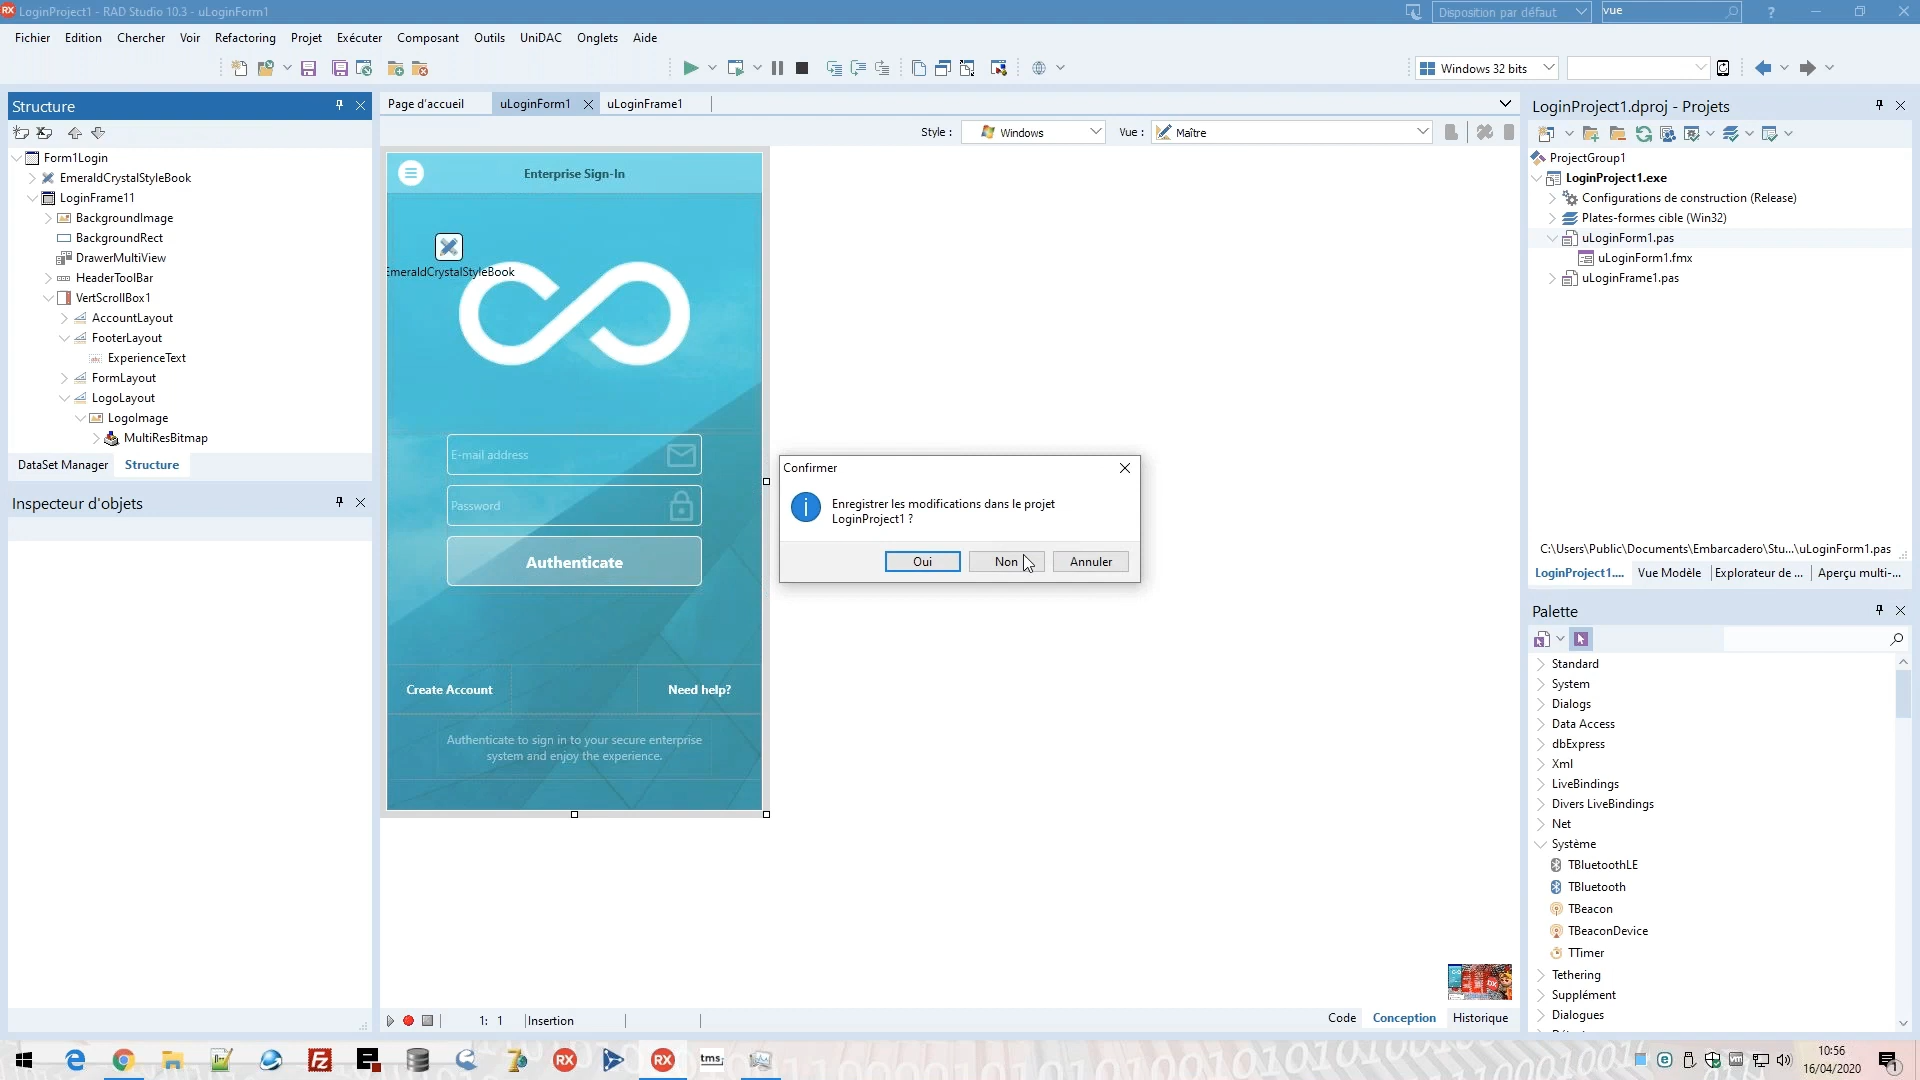 LoginProject1 - RAD Studio 10.3 - uLoginForm1
Disposition par défaut
vue
?
Fichier Edition Chercher Voir Refactoring Projet Exécuter Composant Outils UniDAC Onglets Aide
Windows 32 bits
Structure
Form1Login
EmeraldCrystalStyleBook
LoginFrame11
BackgroundImage
BackgroundRect
DrawerMultiView
HeaderToolBar
VertScrollBox1
AccountLayout
FooterLayout
ExperienceText
FormLayout
LogoLayout
LogoImage
MultiResBitmap
DataSet Manager Structure
Inspecteur d'objets
Page d'accueil uLoginForm1 uLoginFrame1
Style : Windows Vue : Maître
Enterprise Sign-In
EmeraldCrystalStyleBook
E-mail address
Password
Authenticate
Create Account Need help?
Authenticate to sign in to your secure enterprise
system and enjoy the experience.
Confirmer
Enregistrer les modifications dans le projet
LoginProject1 ?
Oui Non Annuler
1: 1 Insertion
Code Conception Historique
LoginProject1.dproj - Projets
ProjectGroup1
LoginProject1.exe
Configurations de construction (Release)
Plates-formes cible (Win32)
uLoginForm1.pas
uLoginForm1.fmx
uLoginFrame1.pas
C:\Users\Public\Documents\Embarcadero\Stu...\uLoginForm1.pas
LoginProject1.... Vue Modèle Explorateur de ... Aperçu multi-...
Palette
Standard
System
Dialogs
Data Access
dbExpress
Xml
LiveBindings
Divers LiveBindings
Net
Système
TBluetoothLE
TBluetooth
TBeacon
TBeaconDevice
TTimer
Tethering
Supplément
Dialogues
RX
RX
tms
10:56
16/04/2020